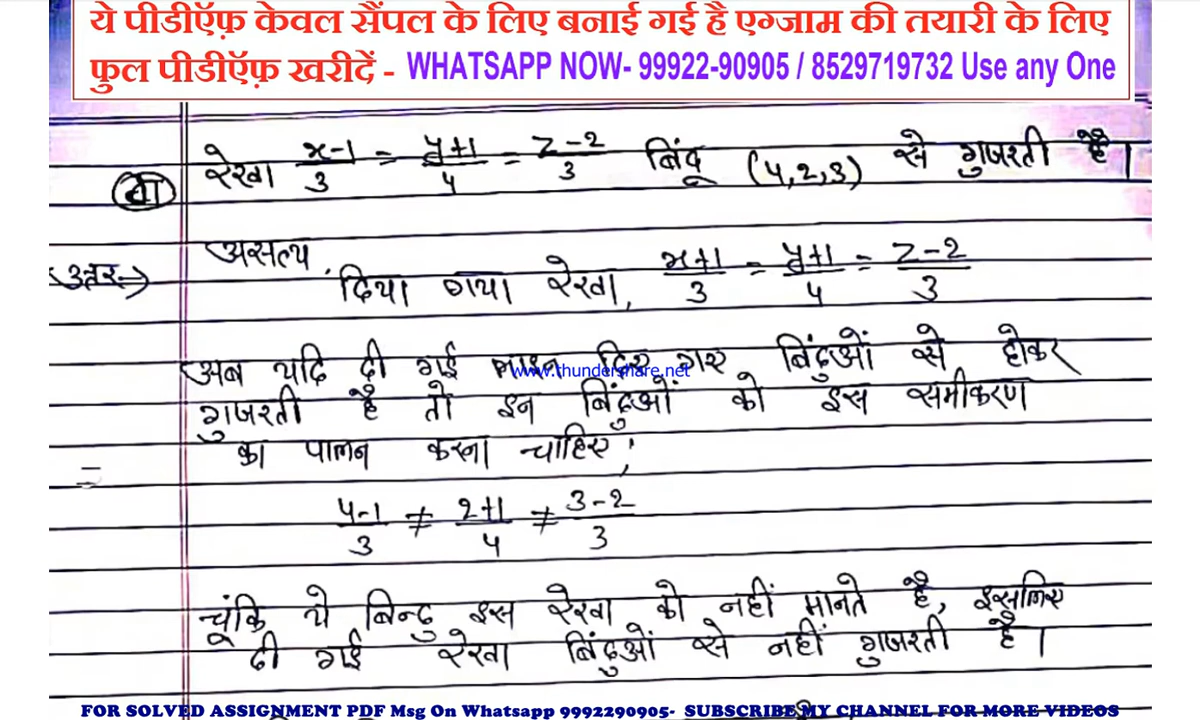 ये पीडीऍफ़ केवल सैंपल के लिए बनाई गई है एग्जाम की तयारी के लिए
फुल पीडीऍफ़ खरीदें - WHATSAPP NOW- 99922-90905 / 8529719732 Use any One
रेखा (x-1)/3 = (y+1)/4 = (z-2)/3 बिंदू (4,2,3) से गुजरती है।
उत्तर→ असत्य,
दिया गया रेखा, (x+1)/3 = (y+1)/4 = (z-2)/3
अब यदि दी गई दिए गए बिंदुओं से होकर
www.thundershare.net
गुजरती है तो इन बिंदुओं को इस समीकरण
का पालन करना चाहिए;
=
(4-1)/3 ≠ (2+1)/4 ≠ (3-2)/3
चूंकि ये बिन्दु इस रेखा को नहीं मानते है, इसलिए
दी गई रेखा बिंदुओं से नहीं गुजरती है।
FOR SOLVED ASSIGNMENT PDF Msg On Whatsapp 9992290905- SUBSCRIBE MY CHANNEL FOR MORE VIDEOS